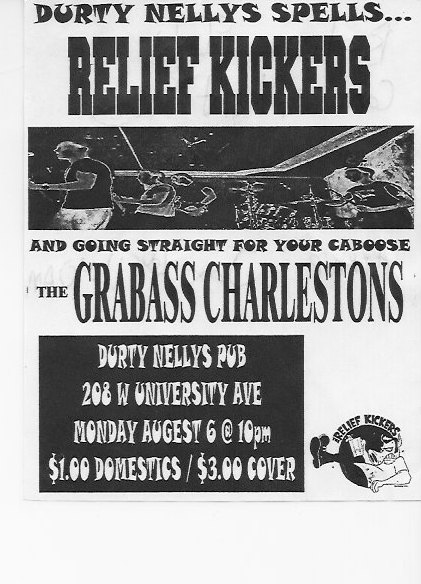 DURTY NELLYS SPELLS...
RELIEF KICKERS
AND GOING STRAIGHT FOR YOUR CABOOSE
THE GRABASS CHARLESTONS
DURTY NELLYS PUB
208 W UNIVERSITY AVE
MONDAY AUGEST 6 @ 10pm
$1.00 DOMESTICS / $3.00 COVER
RELIEF KICKERS